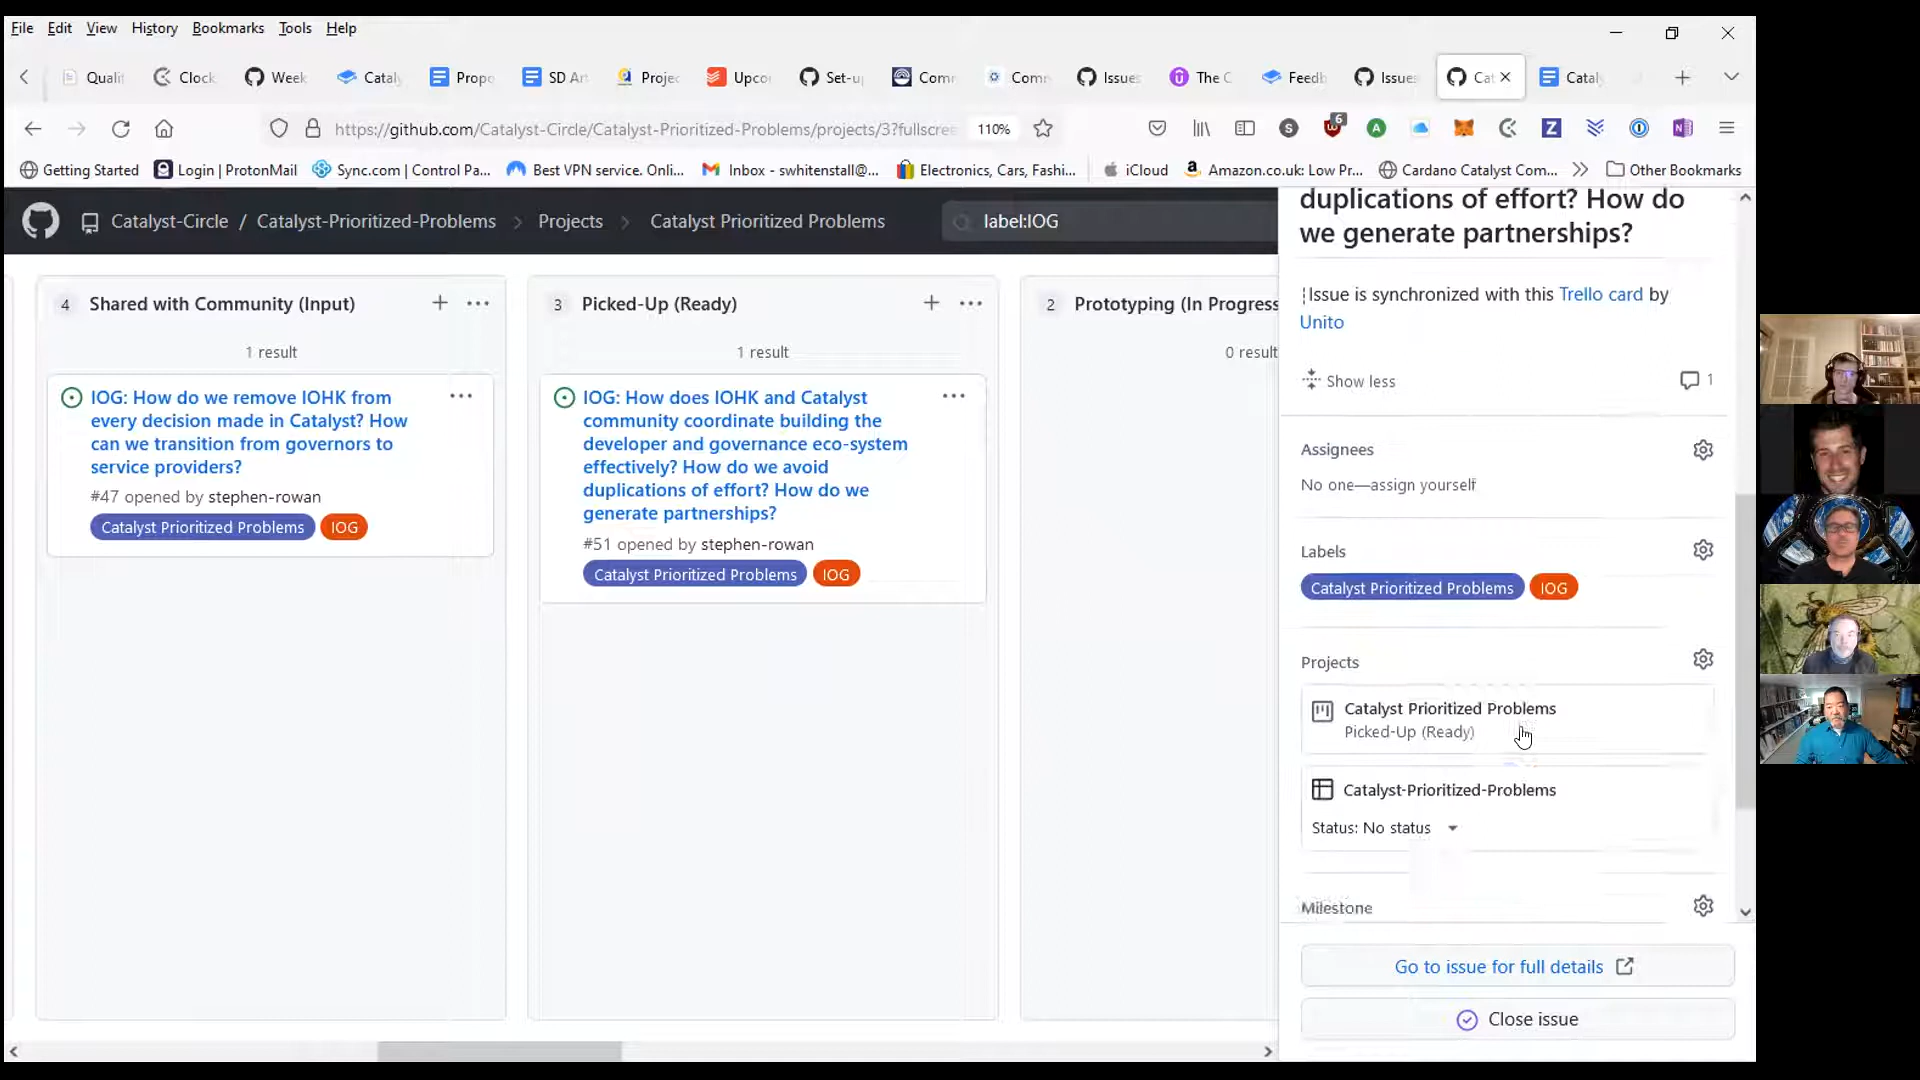 File Edit View History Bookmarks Tools Help
Quali Clock Week Cataly Propo SD Ar Projec Upco Set-u Comr Comr Issues The C Feedb Issues Cat Cataly
https://github.com/Catalyst-Circle/Catalyst-Prioritized-Problems/projects/3?fullscree 110% 6
Getting Started Login | ProtonMail Sync.com | Control Pa... Best VPN service. Onli... Inbox - swhitenstall@... Electronics, Cars, Fashi... iCloud Amazon.co.uk: Low Pr... Cardano Catalyst Com... Other Bookmarks
Catalyst-Circle / Catalyst-Prioritized-Problems > Projects > Catalyst Prioritized Problems label:IOG
4 Shared with Community (Input)
1 result
IOG: How do we remove IOHK from
every decision made in Catalyst? How
can we transition from governors to
service providers?
#47 opened by stephen-rowan
Catalyst Prioritized Problems IOG
3 Picked-Up (Ready)
1 result
IOG: How does IOHK and Catalyst
community coordinate building the
developer and governance eco-system
effectively? How do we avoid
duplications of effort? How do we
generate partnerships?
#51 opened by stephen-rowan
Catalyst Prioritized Problems IOG
2 Prototyping (In Progress
0 result
duplications of effort? How do
we generate partnerships?
¦Issue is synchronized with this Trello card by
Unito
Show less 1
Assignees
No one—assign yourself
Labels
Catalyst Prioritized Problems IOG
Projects
Catalyst Prioritized Problems
Picked-Up (Ready)
Catalyst-Prioritized-Problems
Status: No status
Milestone
Go to issue for full details
Close issue